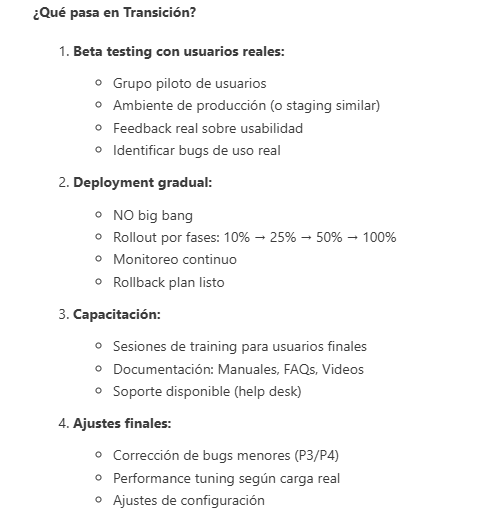 ¿Qué pasa en Transición?
1. Beta testing con usuarios reales:
○ Grupo piloto de usuarios
○ Ambiente de producción (o staging similar)
○ Feedback real sobre usabilidad
○ Identificar bugs de uso real
2. Deployment gradual:
○ NO big bang
○ Rollout por fases: 10% → 25% → 50% → 100%
○ Monitoreo continuo
○ Rollback plan listo
3. Capacitación:
○ Sesiones de training para usuarios finales
○ Documentación: Manuales, FAQs, Videos
○ Soporte disponible (help desk)
4. Ajustes finales:
○ Corrección de bugs menores (P3/P4)
○ Performance tuning según carga real
○ Ajustes de configuración